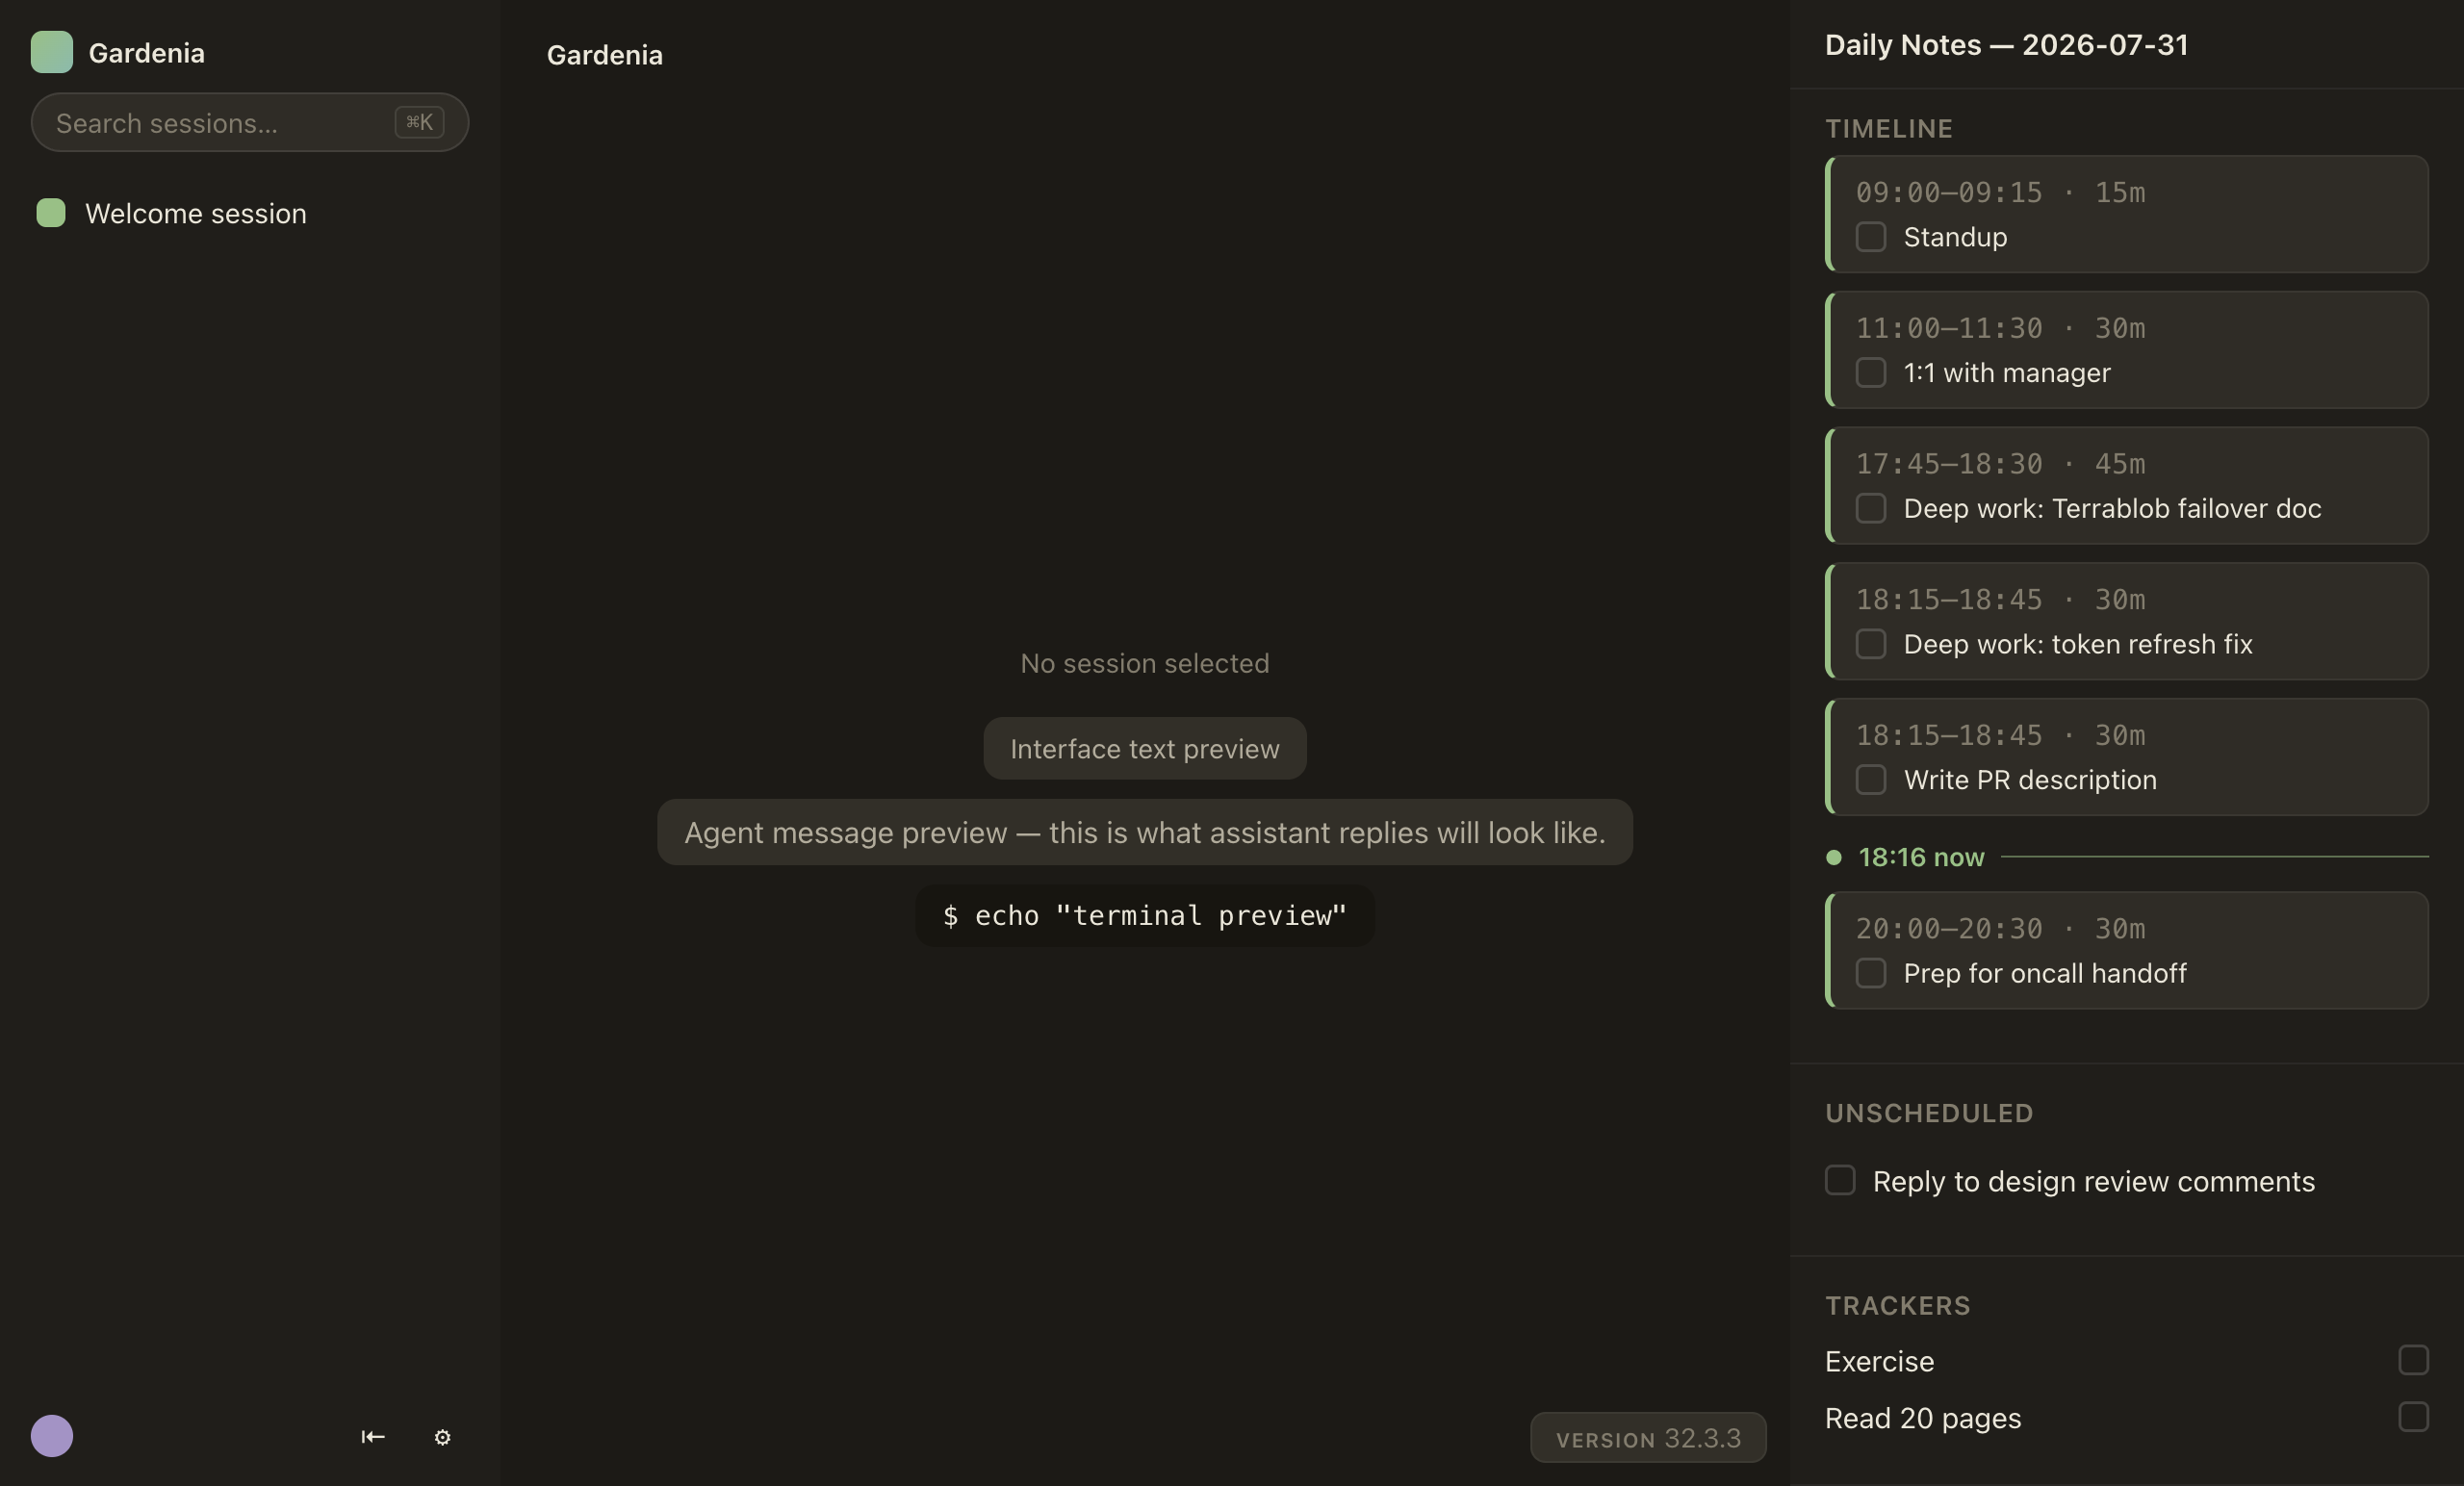 Gardenia
Search sessions... ⌘K
Welcome session
Gardenia
No session selected
Interface text preview
Agent message preview — this is what assistant replies will look like.
$ echo "terminal preview"
VERSION 32.3.3
Daily Notes — 2026-07-31
TIMELINE
09:00–09:15 · 15m
Standup
11:00–11:30 · 30m
1:1 with manager
17:45–18:30 · 45m
Deep work: Terrablob failover doc
18:15–18:45 · 30m
Deep work: token refresh fix
18:15–18:45 · 30m
Write PR description
18:16 now
20:00–20:30 · 30m
Prep for oncall handoff
UNSCHEDULED
Reply to design review comments
TRACKERS
Exercise
Read 20 pages